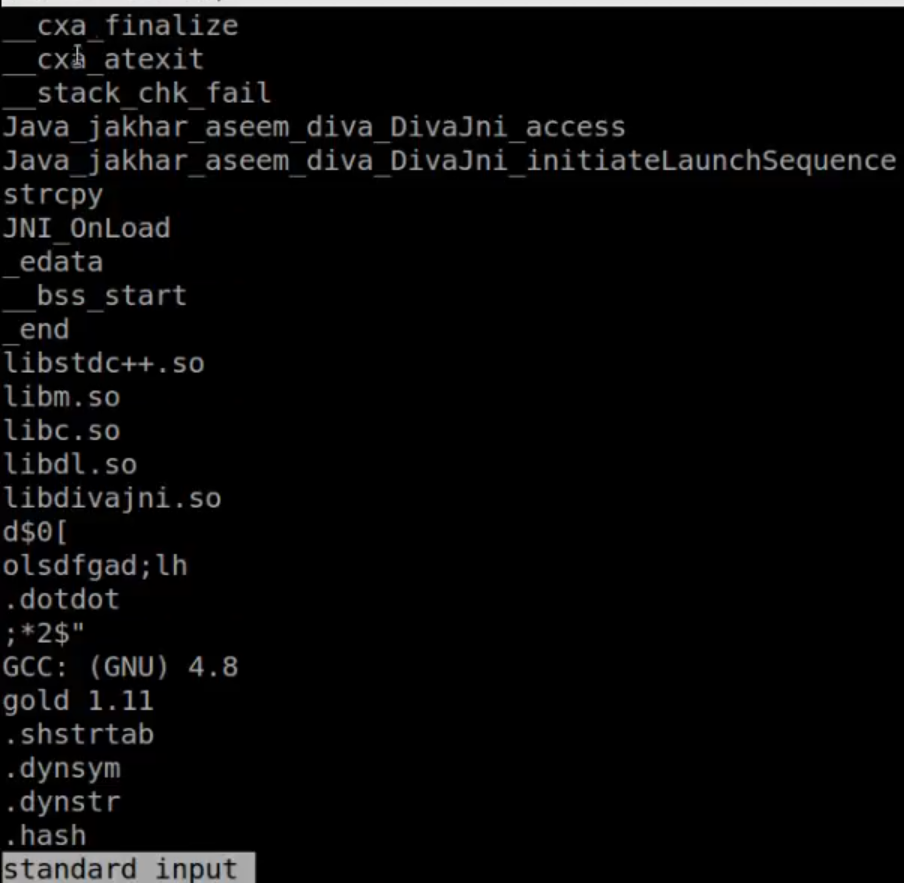 __cxa_finalize
__cxa_atexit
__stack_chk_fail
Java_jakhar_aseem_diva_DivaJni_access
Java_jakhar_aseem_diva_DivaJni_initiateLaunchSequence
strcpy
JNI_OnLoad
_edata
__bss_start
_end
libstdc++.so
libm.so
libc.so
libdl.so
libdivajni.so
d$0[
olsdfgad;lh
.dotdot
;*2$"
GCC: (GNU) 4.8
gold 1.11
.shstrtab
.dynsym
.dynstr
.hash
standard input